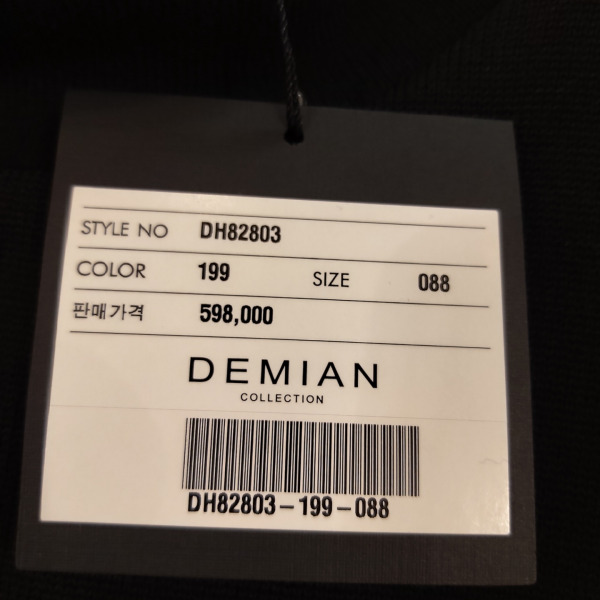 STYLE NO DH82803
COLOR 199 SIZE 088
판매가격 598,000
DEMIAN
COLLECTION
DH82803-199-088